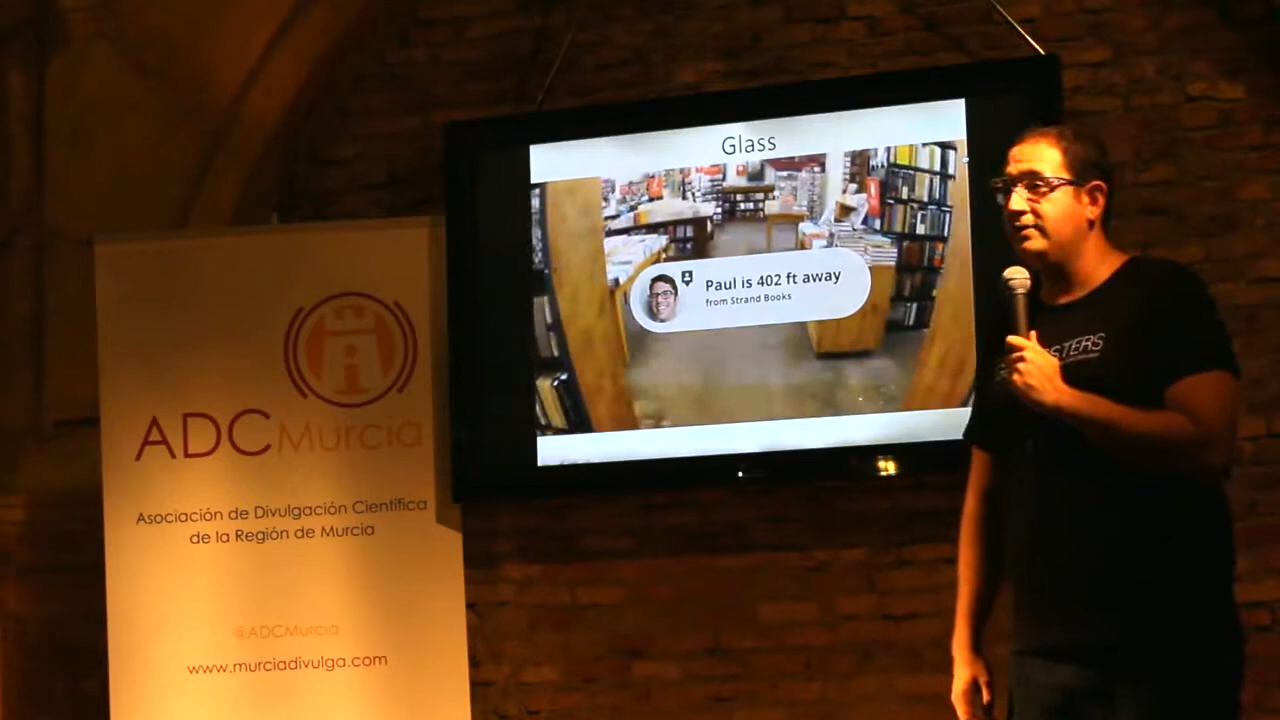 Glass
Paul is 402 ft away
from Strand Books
STERS
ADCMurcia
Asociación de Divulgación Científica
de la Región de Murcia
@ADCMurcia
www.murciadivulga.com